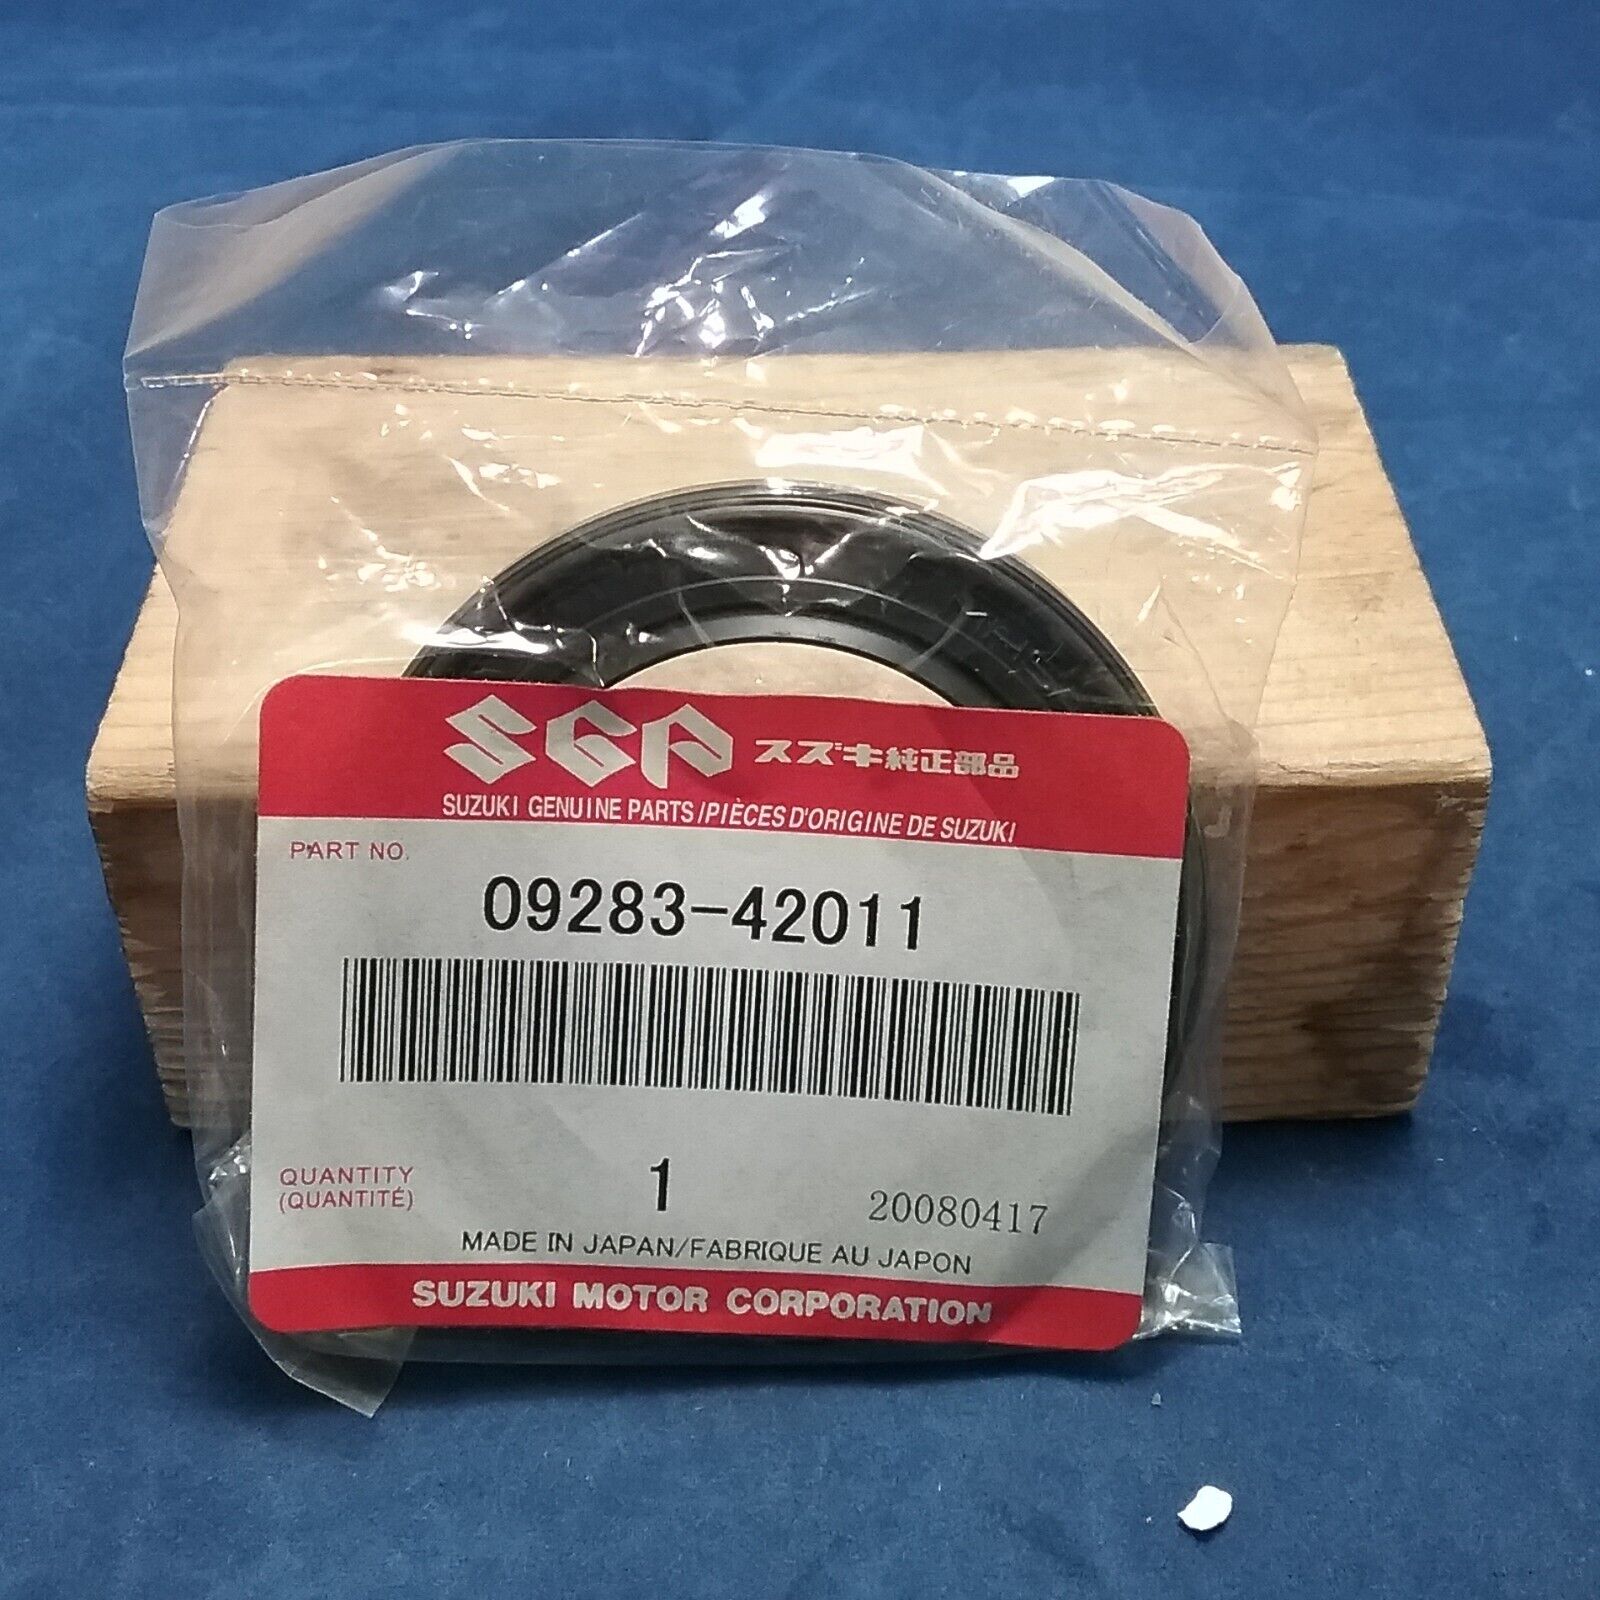 SGP スズキ純正部品
SUZUKI GENUINE PARTS/PIÈCES D'ORIGINE DE SUZUKI
PART NO.
09283-42011
QUANTITY
(QUANTITÉ)
1
20080417
MADE IN JAPAN/FABRIQUE AU JAPON
SUZUKI MOTOR CORPORATION